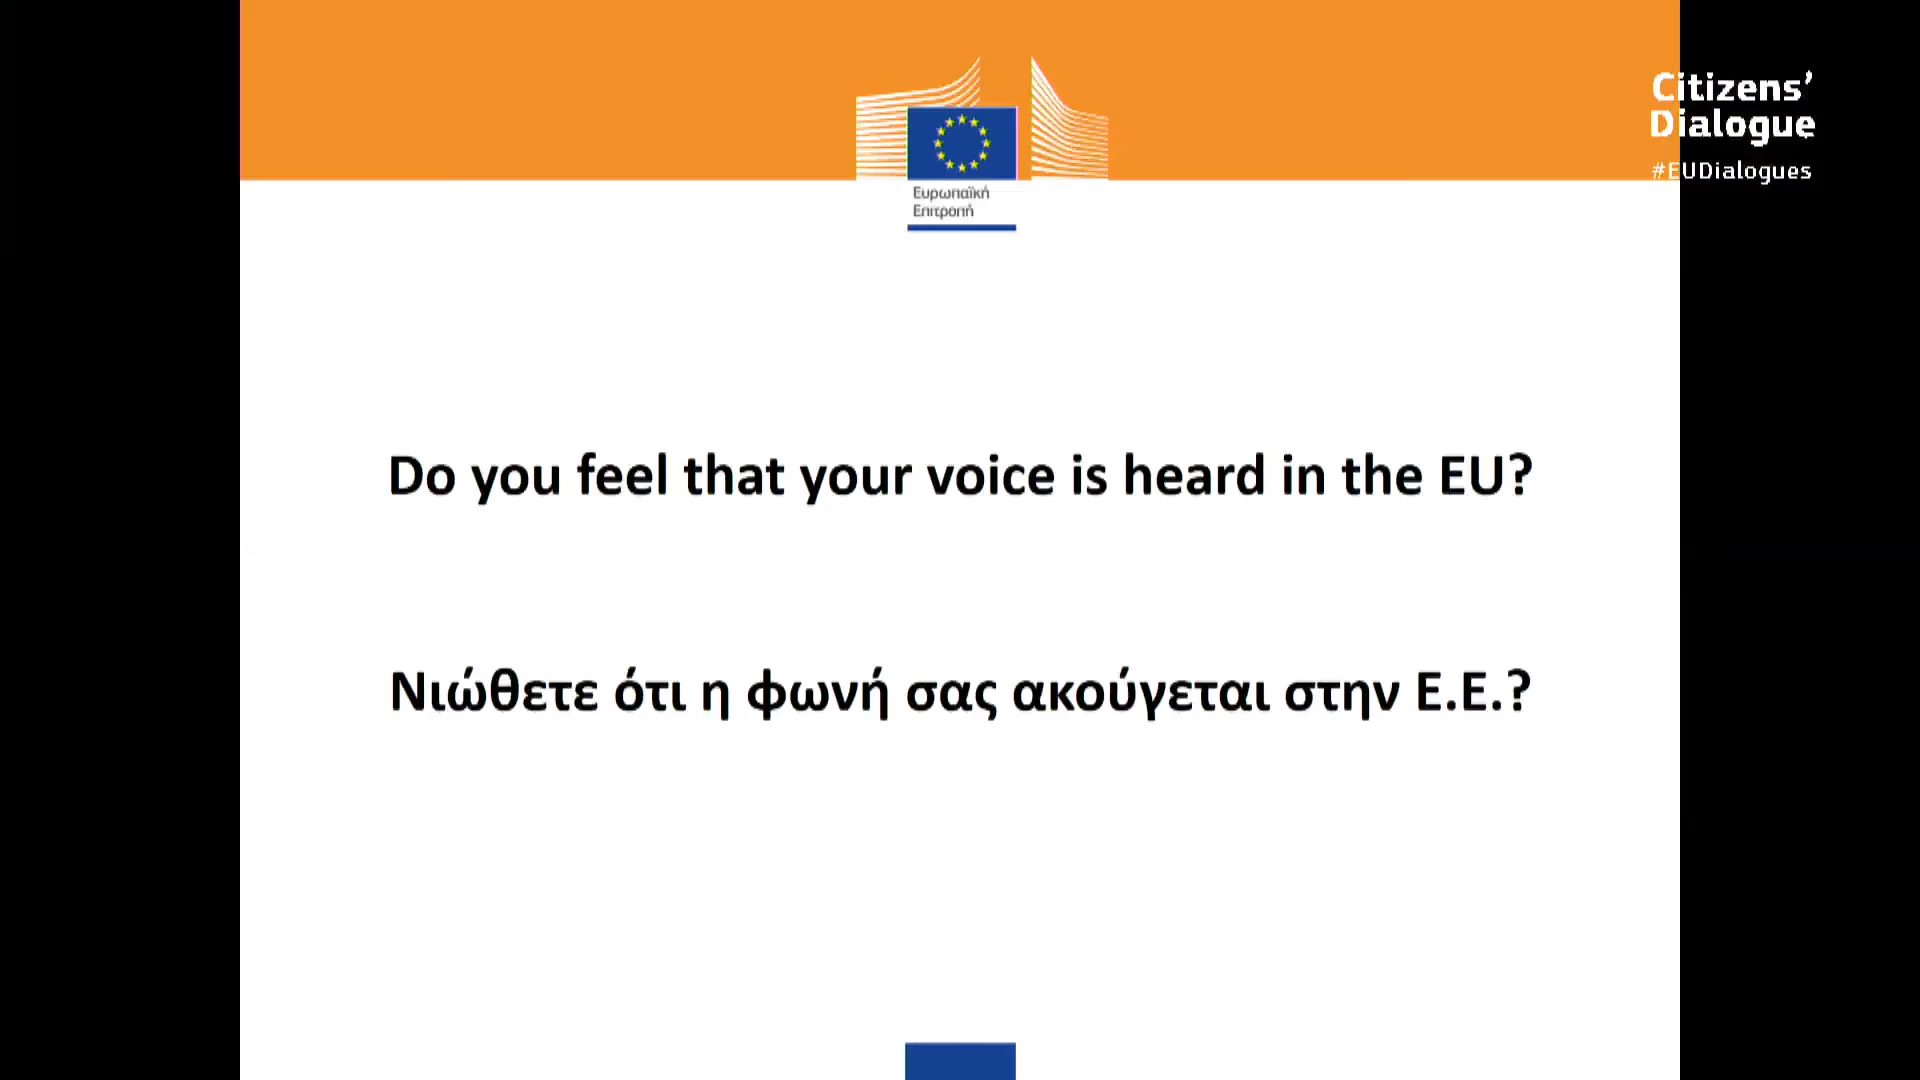 Citizens'
Dialogue
#EUDialogues
Ευρωπαϊκή
Επιτροπή
Do you feel that your voice is heard in the EU?
Νιώθετε ότι η φωνή σας ακούγεται στην Ε.Ε.?